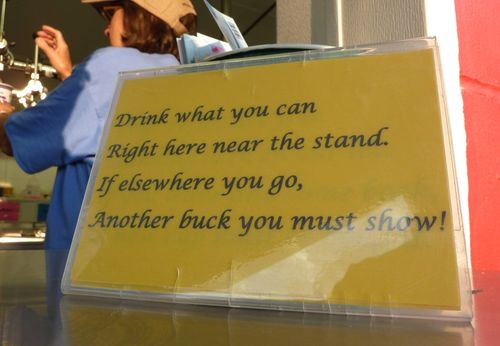 Drink what you can
Right here near the stand.
If elsewhere you go,
Another buck you must show!